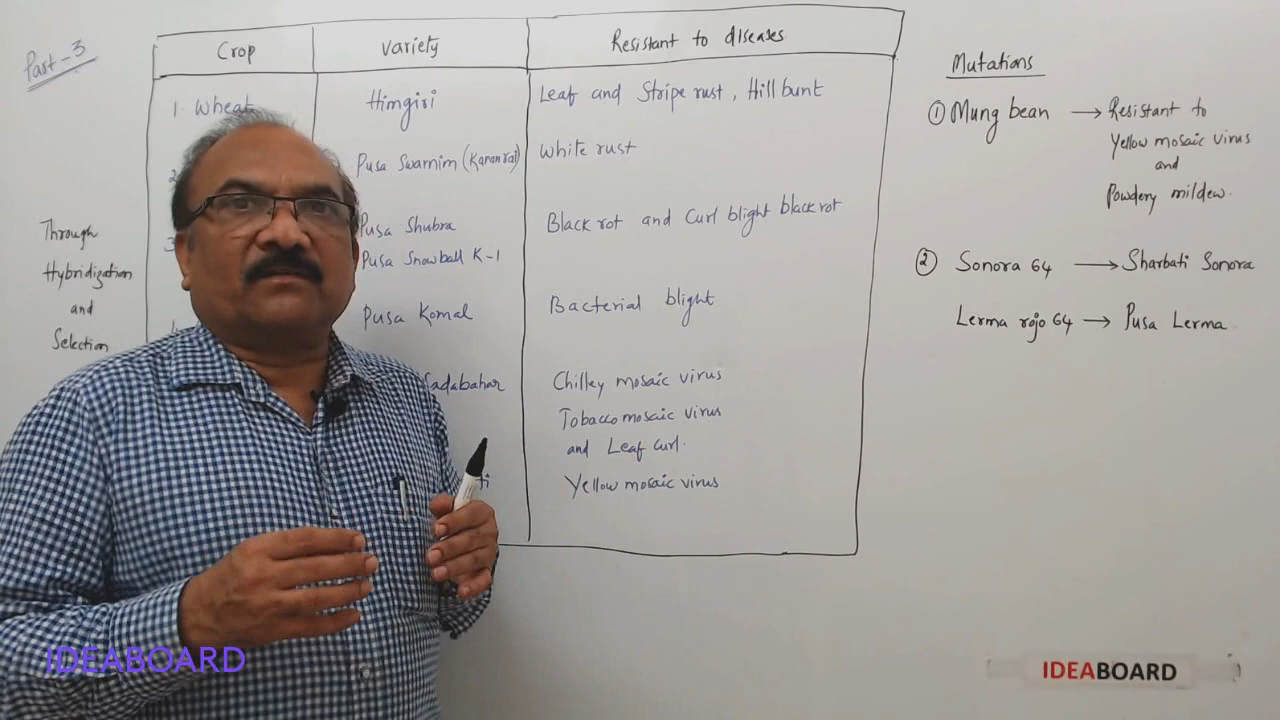 Part-3
Crop Variety Resistant to diseases
1. Wheat Himgiri Leaf and Stripe rust, Hill bunt
2 Pusa Swarnim (Karan rai) White rust
3 Pusa Shubra Black rot and Curl blight black rot
Pusa Snowball K-1
Pusa Komal Bacterial blight
Sadabahar Chilley mosaic virus
Tobacco mosaic virus
and Leaf Curl.
Yellow mosaic virus
Through
Hybridization
and
Selection
Mutations
① Mung bean → Resistant to
Yellow mosaic virus
and
Powdery mildew.
② Sonora 64 → Sharbati Sonora
Lerma rojo 64 → Pusa Lerma
IDEABOARD
IDEABOARD